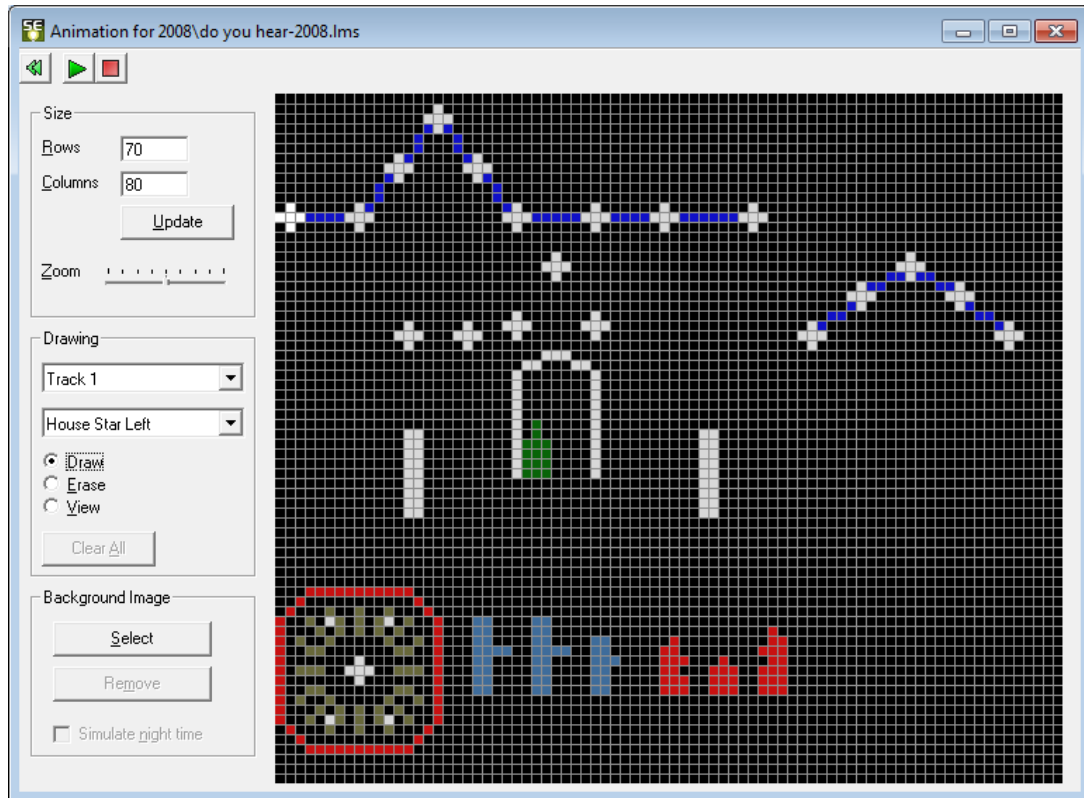 SE
Animation for 2008\do you hear-2008.lms
Size
Rows 70
Columns 80
Update
Zoom
Drawing
Track 1
House Star Left
Draw
Erase
View
Clear All
Background Image
Select
Remove
Simulate night time